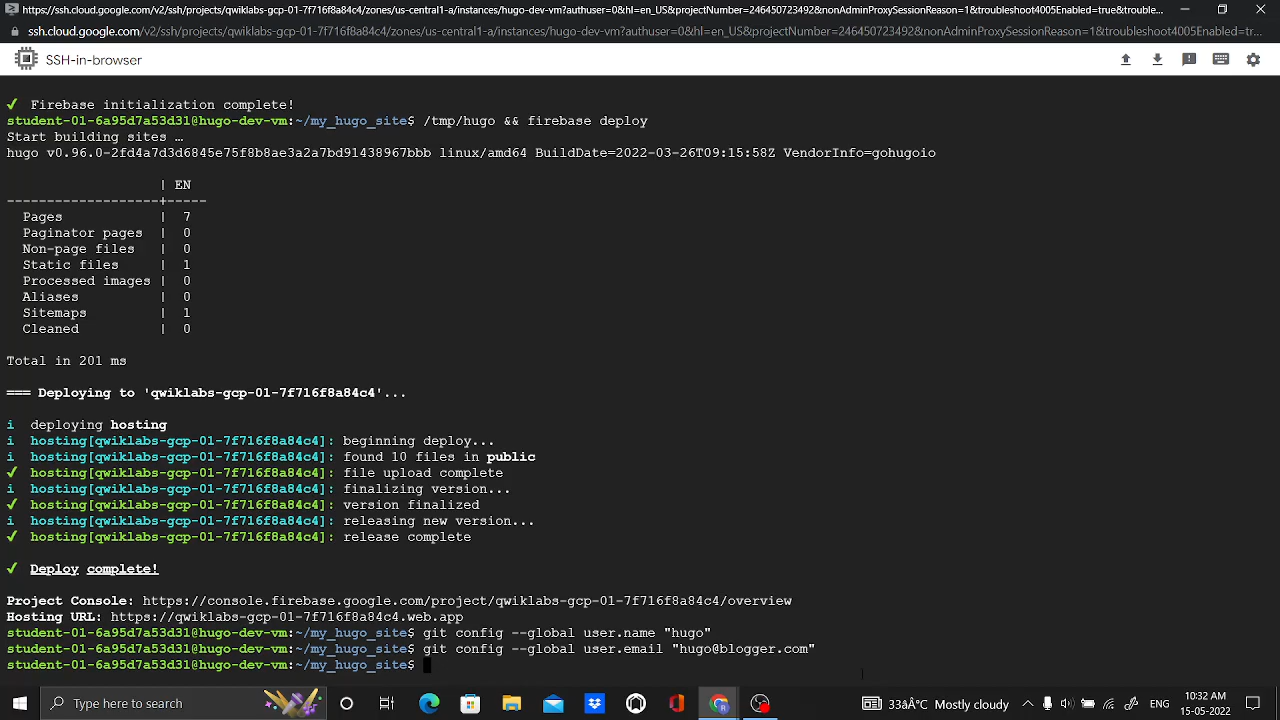 https://ssh.cloud.google.com/v2/ssh/projects/qwiklabs-gcp-01-7f716f8a84c4/zones/us-central1-a/instances/hugo-dev-vm?authuser=0&hl=en_US&projectNumber=246450723492&nonAdminProxySessionReason=1&troubleshoot4005Enabled=true&trouble...
ssh.cloud.google.com/v2/ssh/projects/qwiklabs-gcp-01-7f716f8a84c4/zones/us-central1-a/instances/hugo-dev-vm?authuser=0&hl=en_US&projectNumber=246450723492&nonAdminProxySessionReason=1&troubleshoot4005Enabled=tr...
SSH-in-browser
✓ Firebase initialization complete!
student-01-6a95d7a53d31@hugo-dev-vm:~/my_hugo_site$ /tmp/hugo && firebase deploy
Start building sites …
hugo v0.96.0-2fd4a7d3d6845e75f8b8ae3a2a7bd91438967bbb linux/amd64 BuildDate=2022-03-26T09:15:58Z VendorInfo=gohugoio
| EN
-------------------+-----
Pages | 7
Paginator pages | 0
Non-page files | 0
Static files | 1
Processed images | 0
Aliases | 0
Sitemaps | 1
Cleaned | 0
Total in 201 ms
=== Deploying to 'qwiklabs-gcp-01-7f716f8a84c4'...
i deploying hosting
i hosting[qwiklabs-gcp-01-7f716f8a84c4]: beginning deploy...
i hosting[qwiklabs-gcp-01-7f716f8a84c4]: found 10 files in public
✓ hosting[qwiklabs-gcp-01-7f716f8a84c4]: file upload complete
i hosting[qwiklabs-gcp-01-7f716f8a84c4]: finalizing version...
✓ hosting[qwiklabs-gcp-01-7f716f8a84c4]: version finalized
i hosting[qwiklabs-gcp-01-7f716f8a84c4]: releasing new version...
✓ hosting[qwiklabs-gcp-01-7f716f8a84c4]: release complete
✓ Deploy complete!
Project Console: https://console.firebase.google.com/project/qwiklabs-gcp-01-7f716f8a84c4/overview
Hosting URL: https://qwiklabs-gcp-01-7f716f8a84c4.web.app
student-01-6a95d7a53d31@hugo-dev-vm:~/my_hugo_site$ git config --global user.name "hugo"
student-01-6a95d7a53d31@hugo-dev-vm:~/my_hugo_site$ git config --global user.email "hugo@blogger.com"
student-01-6a95d7a53d31@hugo-dev-vm:~/my_hugo_site$
Type here to search
33âÂ°C Mostly cloudy
ENG
10:32 AM
15-05-2022